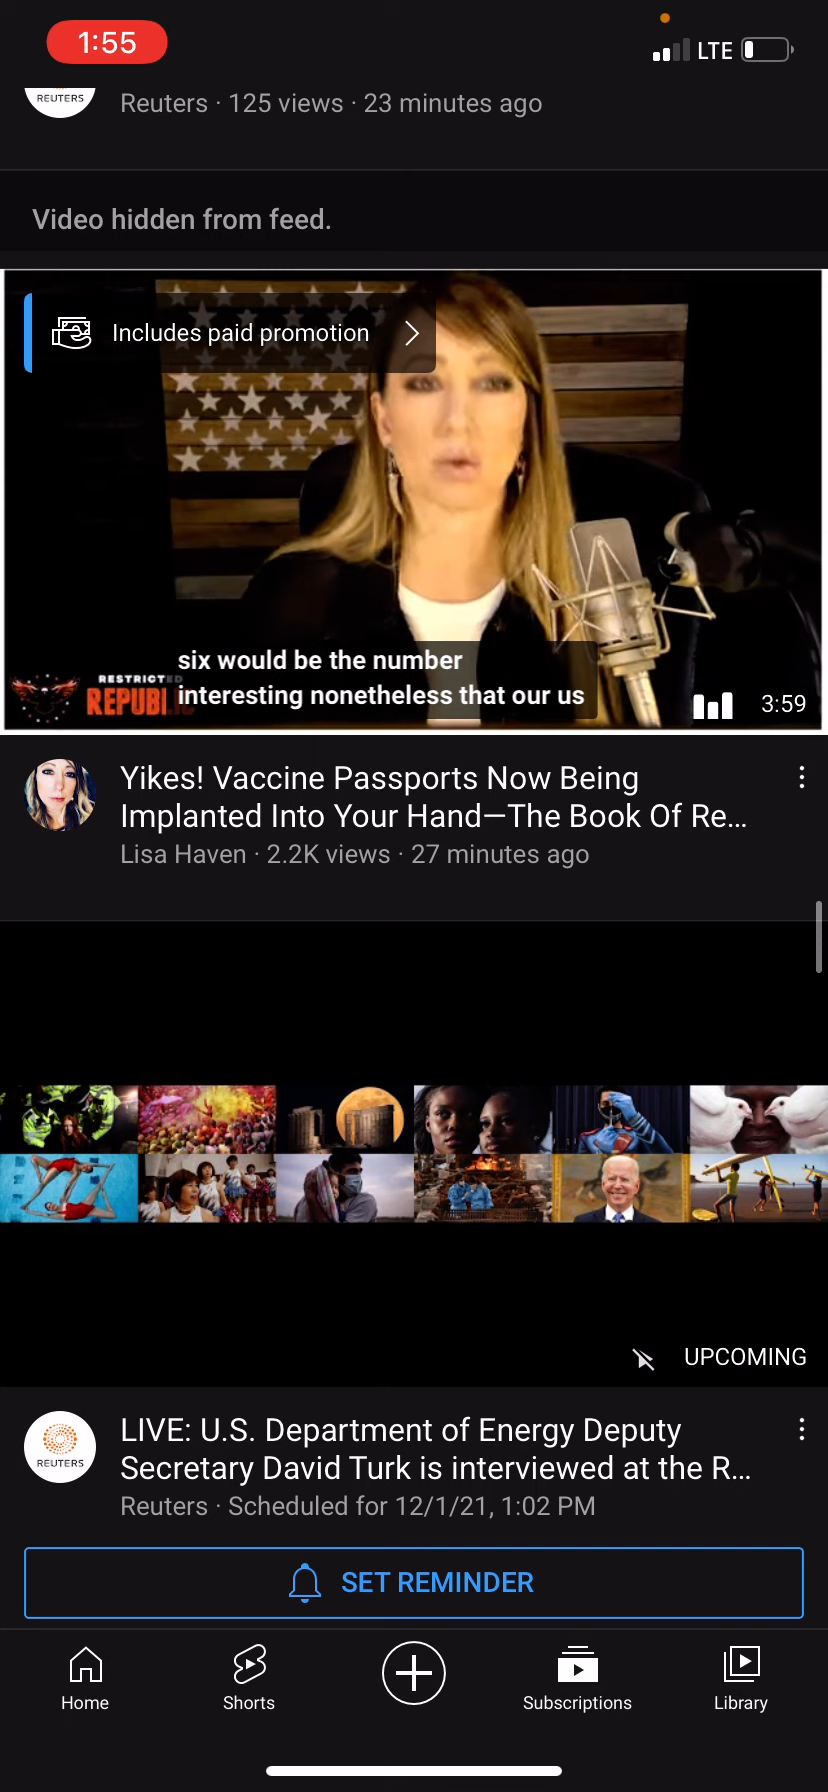 1:55
LTE
REUTERS
Reuters · 125 views · 23 minutes ago
Video hidden from feed.
Includes paid promotion
six would be the number
interesting nonetheless that our us
RESTRICTED
REPUBLIC
3:59
Yikes! Vaccine Passports Now Being
Implanted Into Your Hand—The Book Of Re...
Lisa Haven · 2.2K views · 27 minutes ago
UPCOMING
REUTERS
LIVE: U.S. Department of Energy Deputy
Secretary David Turk is interviewed at the R...
Reuters · Scheduled for 12/1/21, 1:02 PM
SET REMINDER
Home
Shorts
Subscriptions
Library